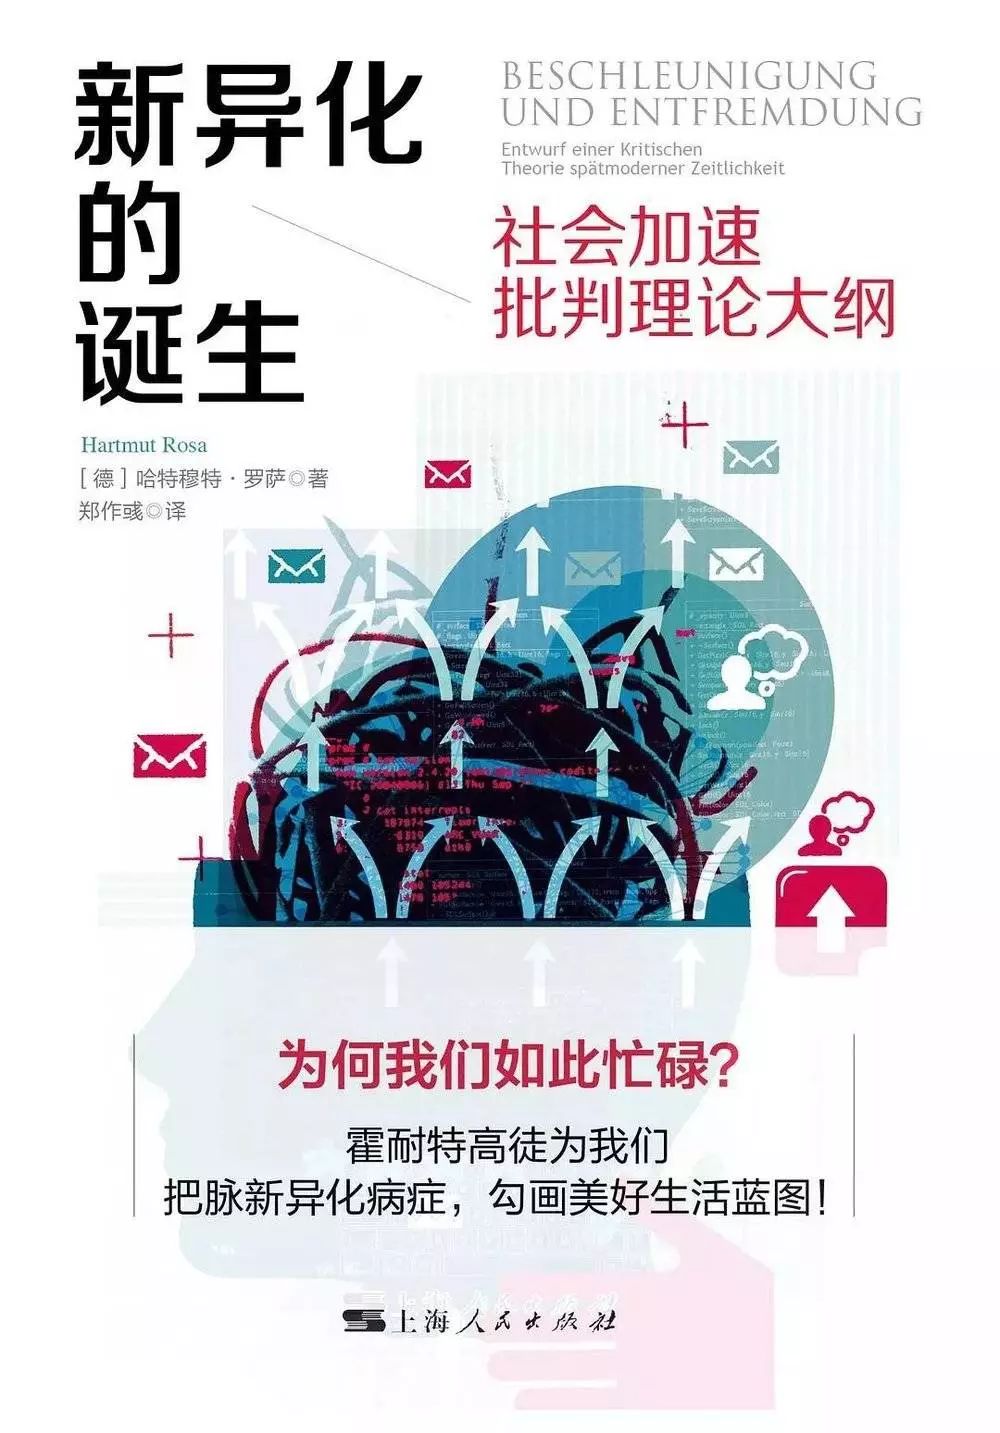 新异化
的
诞生
BESCHLEUNIGUNG
UND ENTFREMDUNG
Entwurf einer Kritischen
Theorie spätmoderner Zeitlichkeit
社会加速
批判理论大纲
Hartmut Rosa
[德] 哈特穆特·罗萨◎著
郑作彧◎译
为何我们如此忙碌?
霍耐特高徒为我们
把脉新异化病症，勾画美好生活蓝图!
上海人民出版社